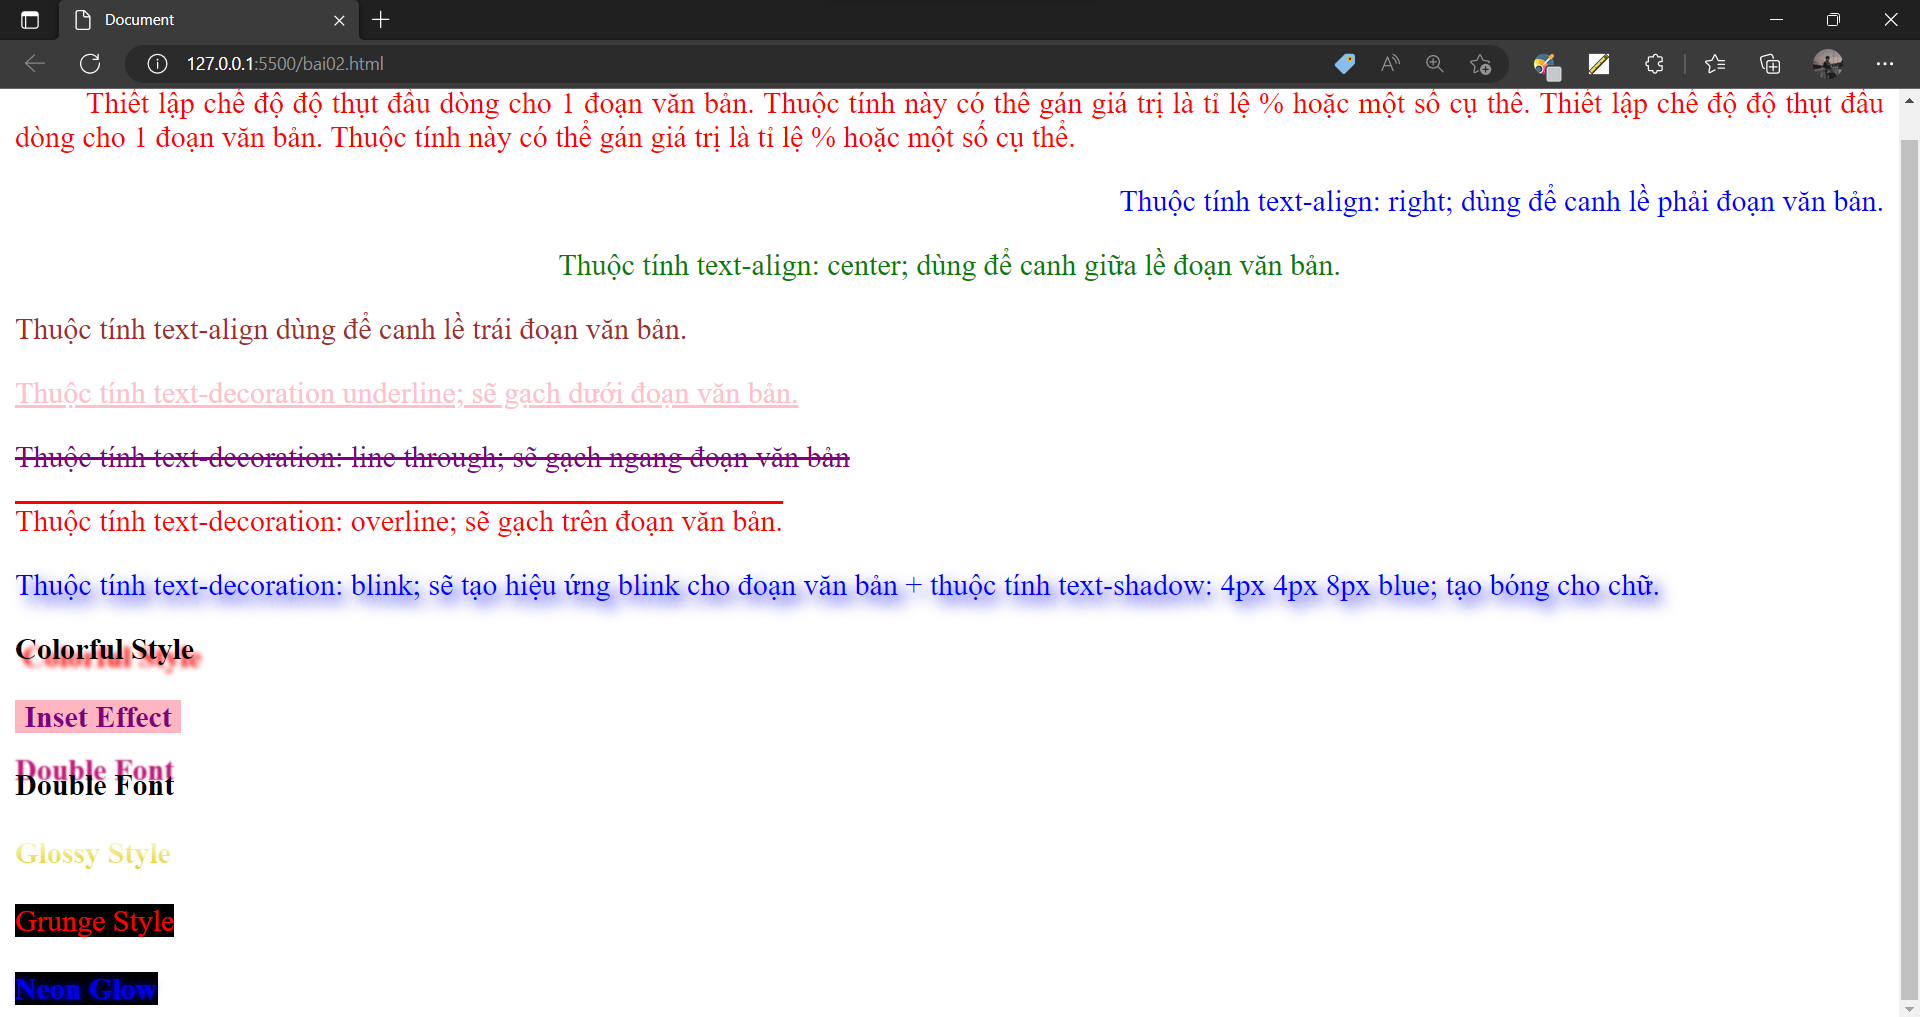 Document
127.0.0.1:5500/bai02.html
Thiết lập chế độ độ thụt đầu dòng cho 1 đoạn văn bản. Thuộc tính này có thể gán giá trị là tỉ lệ % hoặc một số cụ thể. Thiết lập chế độ độ thụt đầu
dòng cho 1 đoạn văn bản. Thuộc tính này có thể gán giá trị là tỉ lệ % hoặc một số cụ thể.
Thuộc tính text-align: right; dùng để canh lề phải đoạn văn bản.
Thuộc tính text-align: center; dùng để canh giữa lề đoạn văn bản.
Thuộc tính text-align dùng để canh lề trái đoạn văn bản.
Thuộc tính text-decoration underline; sẽ gạch dưới đoạn văn bản.
Thuộc tính text-decoration: line through; sẽ gạch ngang đoạn văn bản
Thuộc tính text-decoration: overline; sẽ gạch trên đoạn văn bản.
Thuộc tính text-decoration: blink; sẽ tạo hiệu ứng blink cho đoạn văn bản + thuộc tính text-shadow: 4px 4px 8px blue; tạo bóng cho chữ.
Colorful Style
Inset Effect
Double Font
Double Font
Glossy Style
Grunge Style
Neon Glow